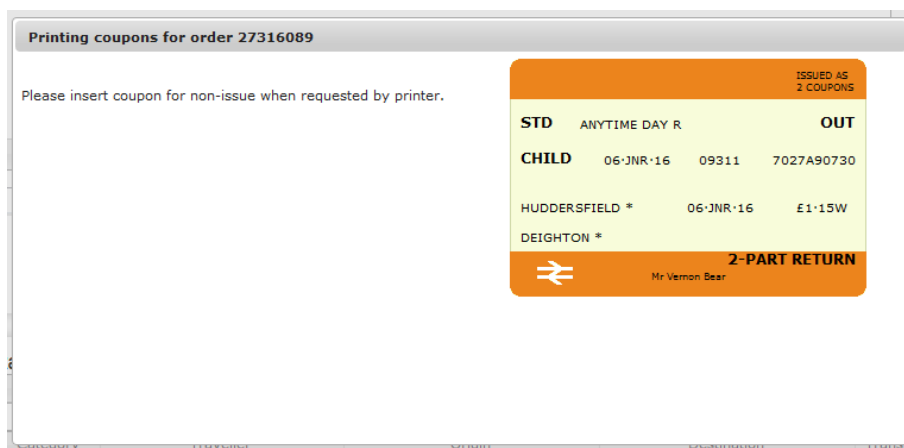 Printing coupons for order 27316089
Please insert coupon for non-issue when requested by printer.
ISSUED AS
2 COUPONS
STD ANYTIME DAY R OUT
CHILD 06·JNR·16 09311 7027A90730
HUDDERSFIELD * 06·JNR·16 £1·15W
DEIGHTON *
2-PART RETURN
Mr Vernon Bear